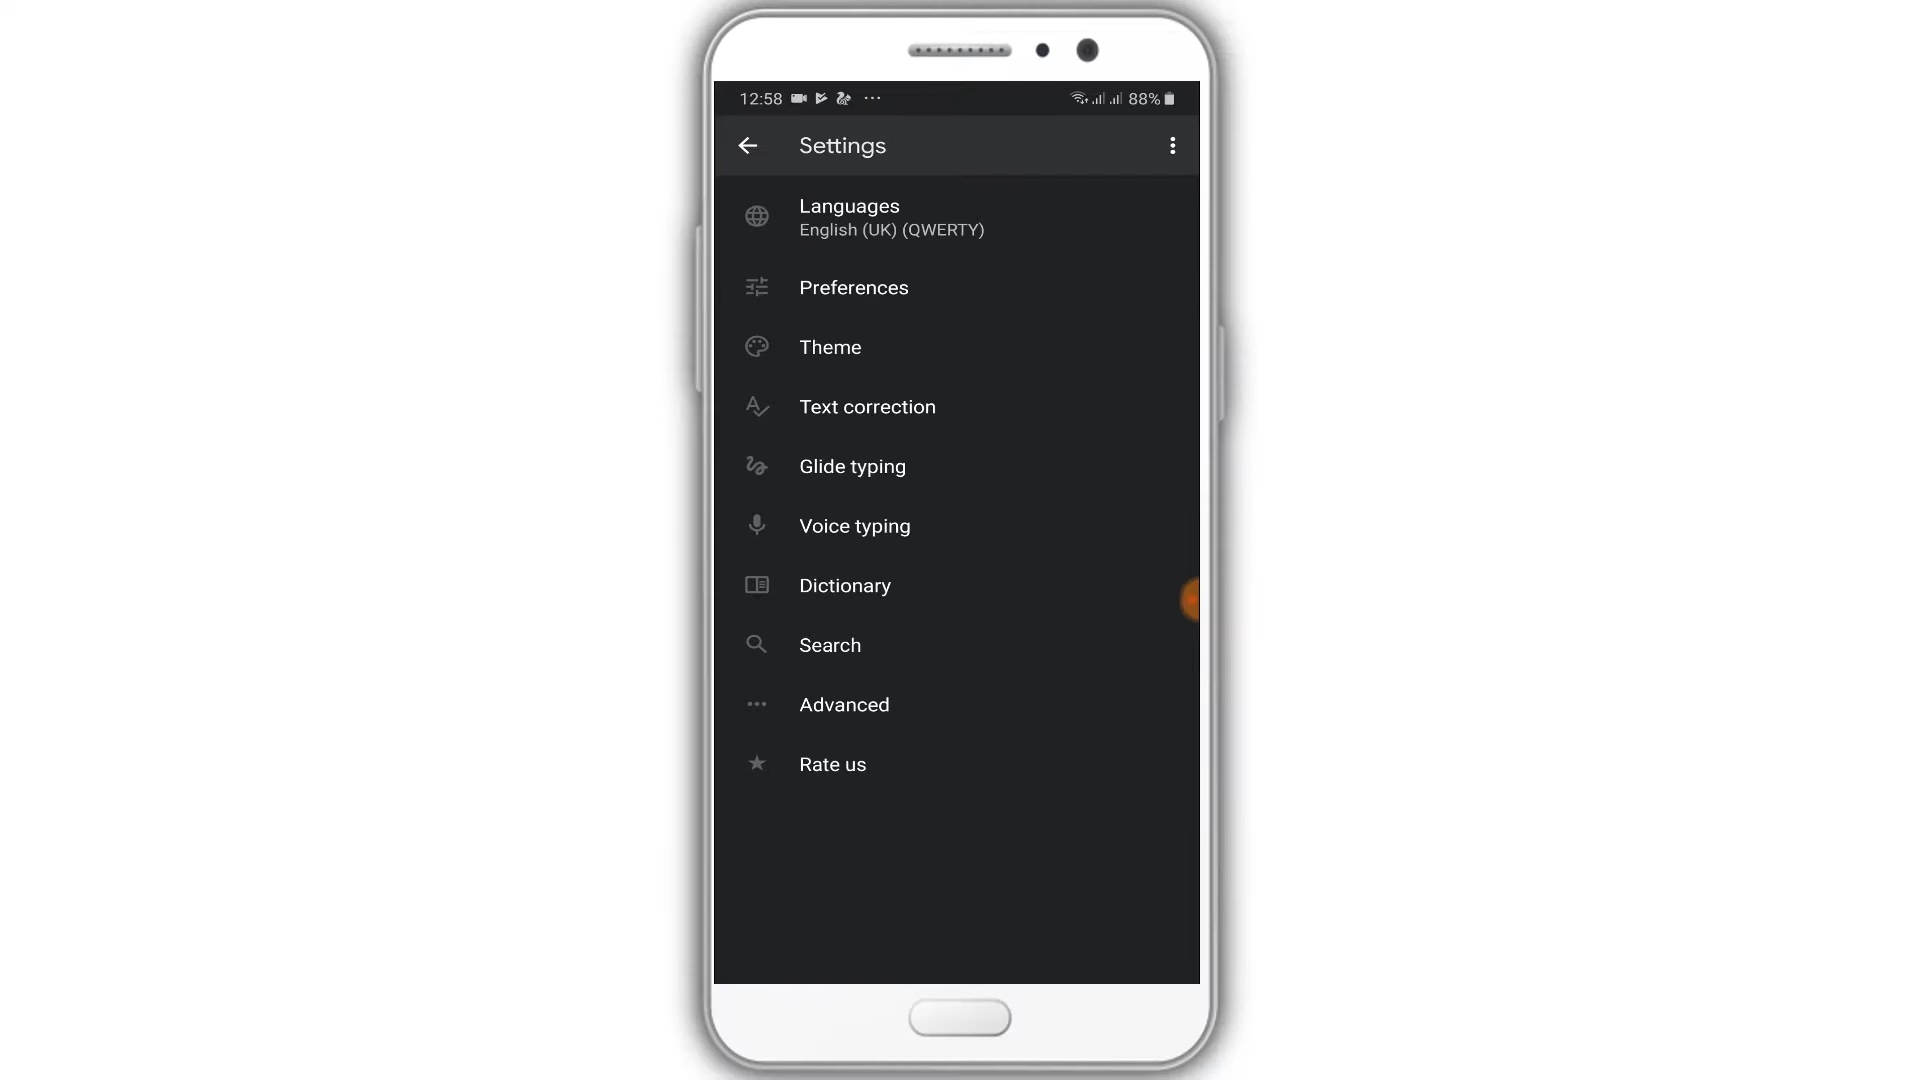 12:58 88%
Settings
Languages
English (UK) (QWERTY)
Preferences
Theme
Text correction
Glide typing
Voice typing
Dictionary
Search
Advanced
Rate us